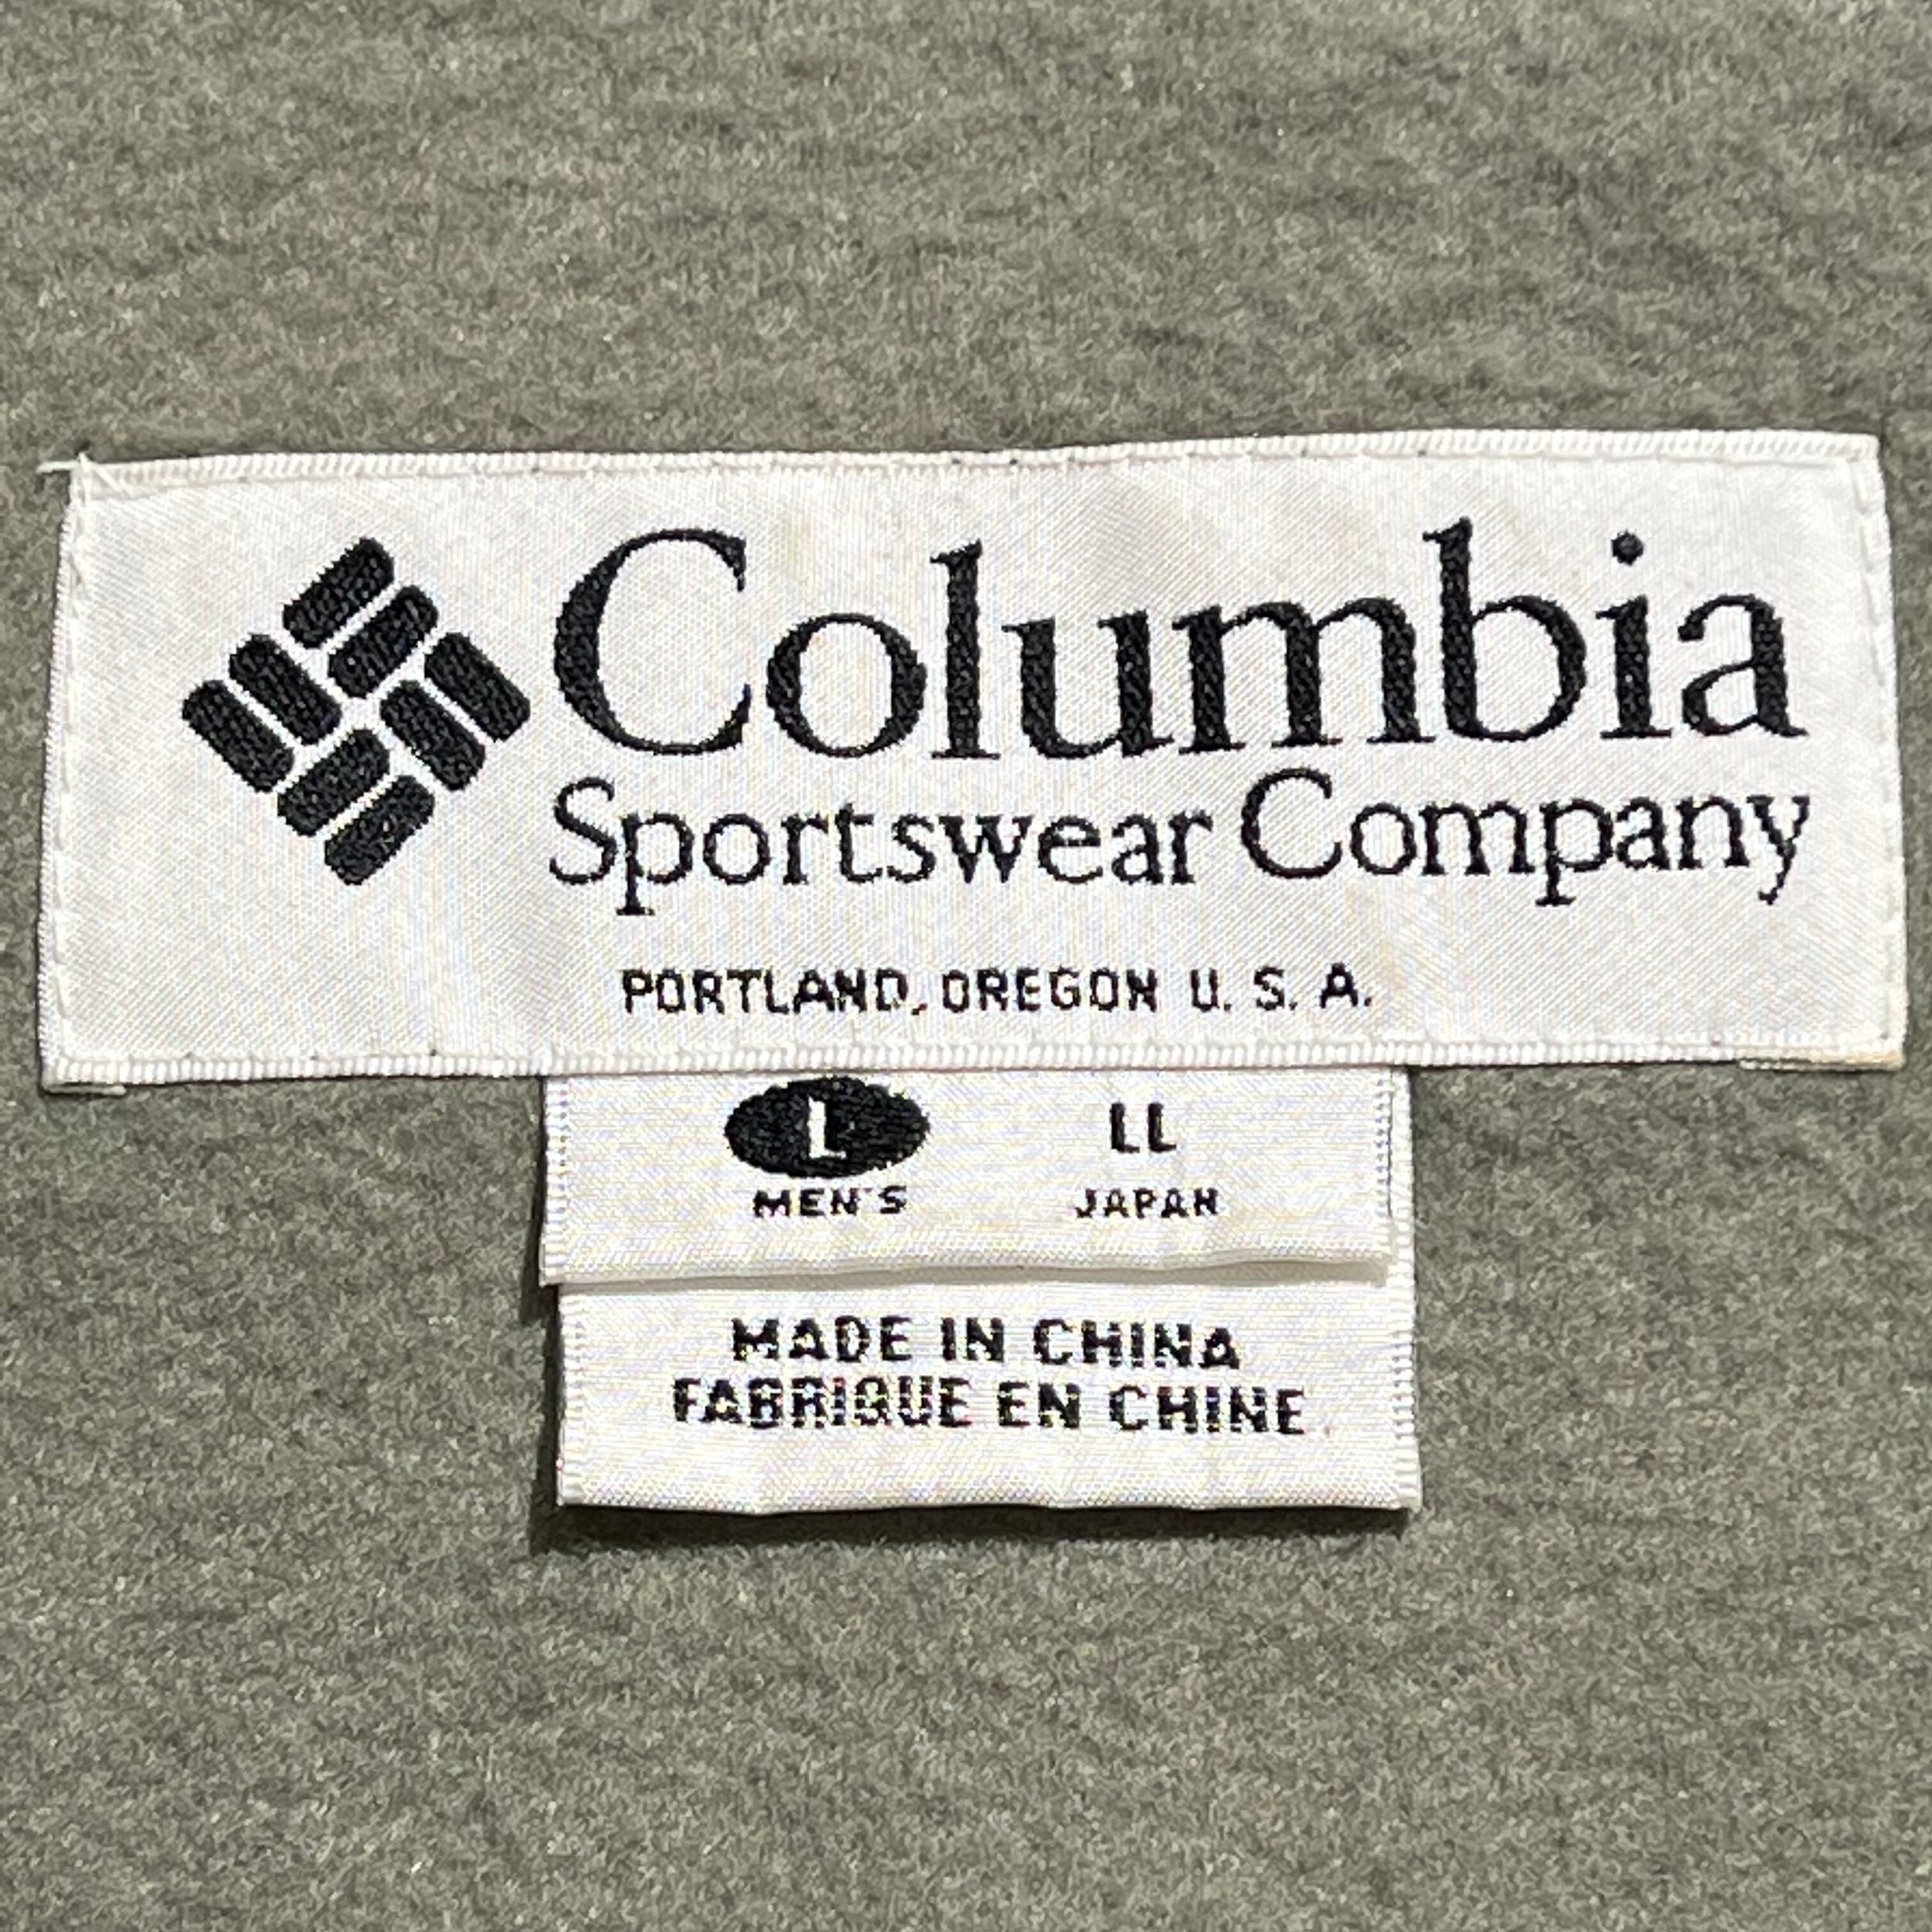 Columbia
Sportswear Company
PORTLAND, OREGON U. S. A.
L LL
MEN'S JAPAN
MADE IN CHINA
FABRIQUE EN CHINE